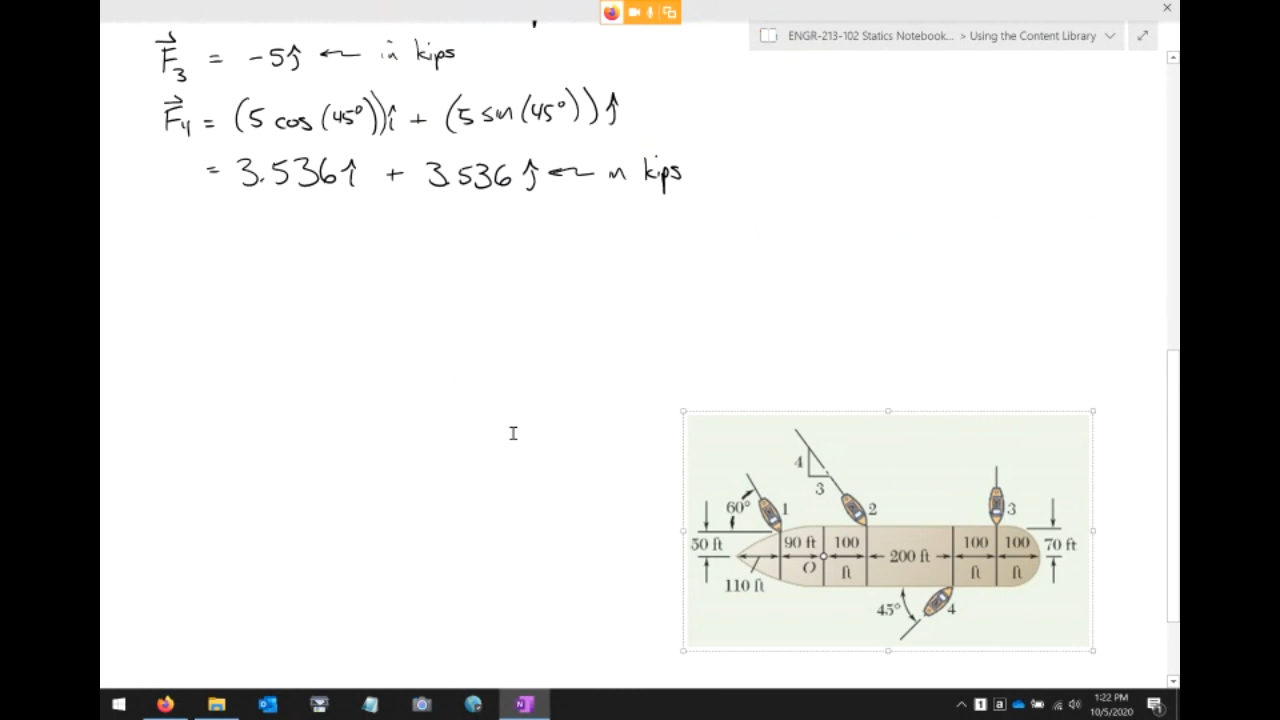 ENGR-213-102 Statics Notebook... > Using the Content Library
F⃗₃ = -5ĵ ← in kips
F⃗₄ = (5 cos(45°))î + (5 sin(45°))ĵ
= 3.536î + 3.536ĵ ← in kips
4
3
60°
1
2
3
50 ft
90 ft
100
ft
200 ft
100
ft
100
ft
70 ft
O
110 ft
45°
4
1:22 PM
10/5/2020